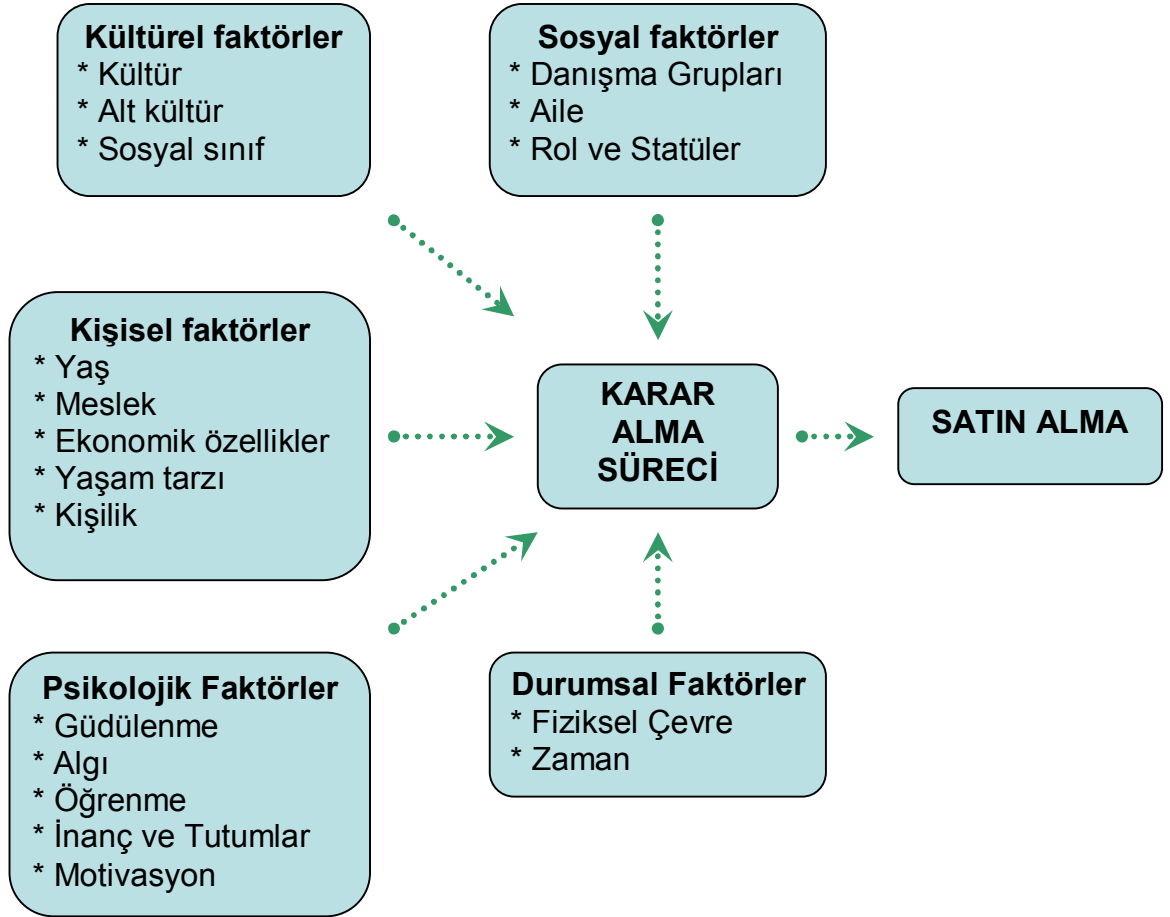 Kültürel faktörler
* Kültür
* Alt kültür
* Sosyal sınıf
Sosyal faktörler
* Danışma Grupları
* Aile
* Rol ve Statüler
Kişisel faktörler
* Yaş
* Meslek
* Ekonomik özellikler
* Yaşam tarzı
* Kişilik
KARAR
ALMA
SÜRECİ
SATIN ALMA
Psikolojik Faktörler
* Güdülenme
* Algı
* Öğrenme
* İnanç ve Tutumlar
* Motivasyon
Durumsal Faktörler
* Fiziksel Çevre
* Zaman